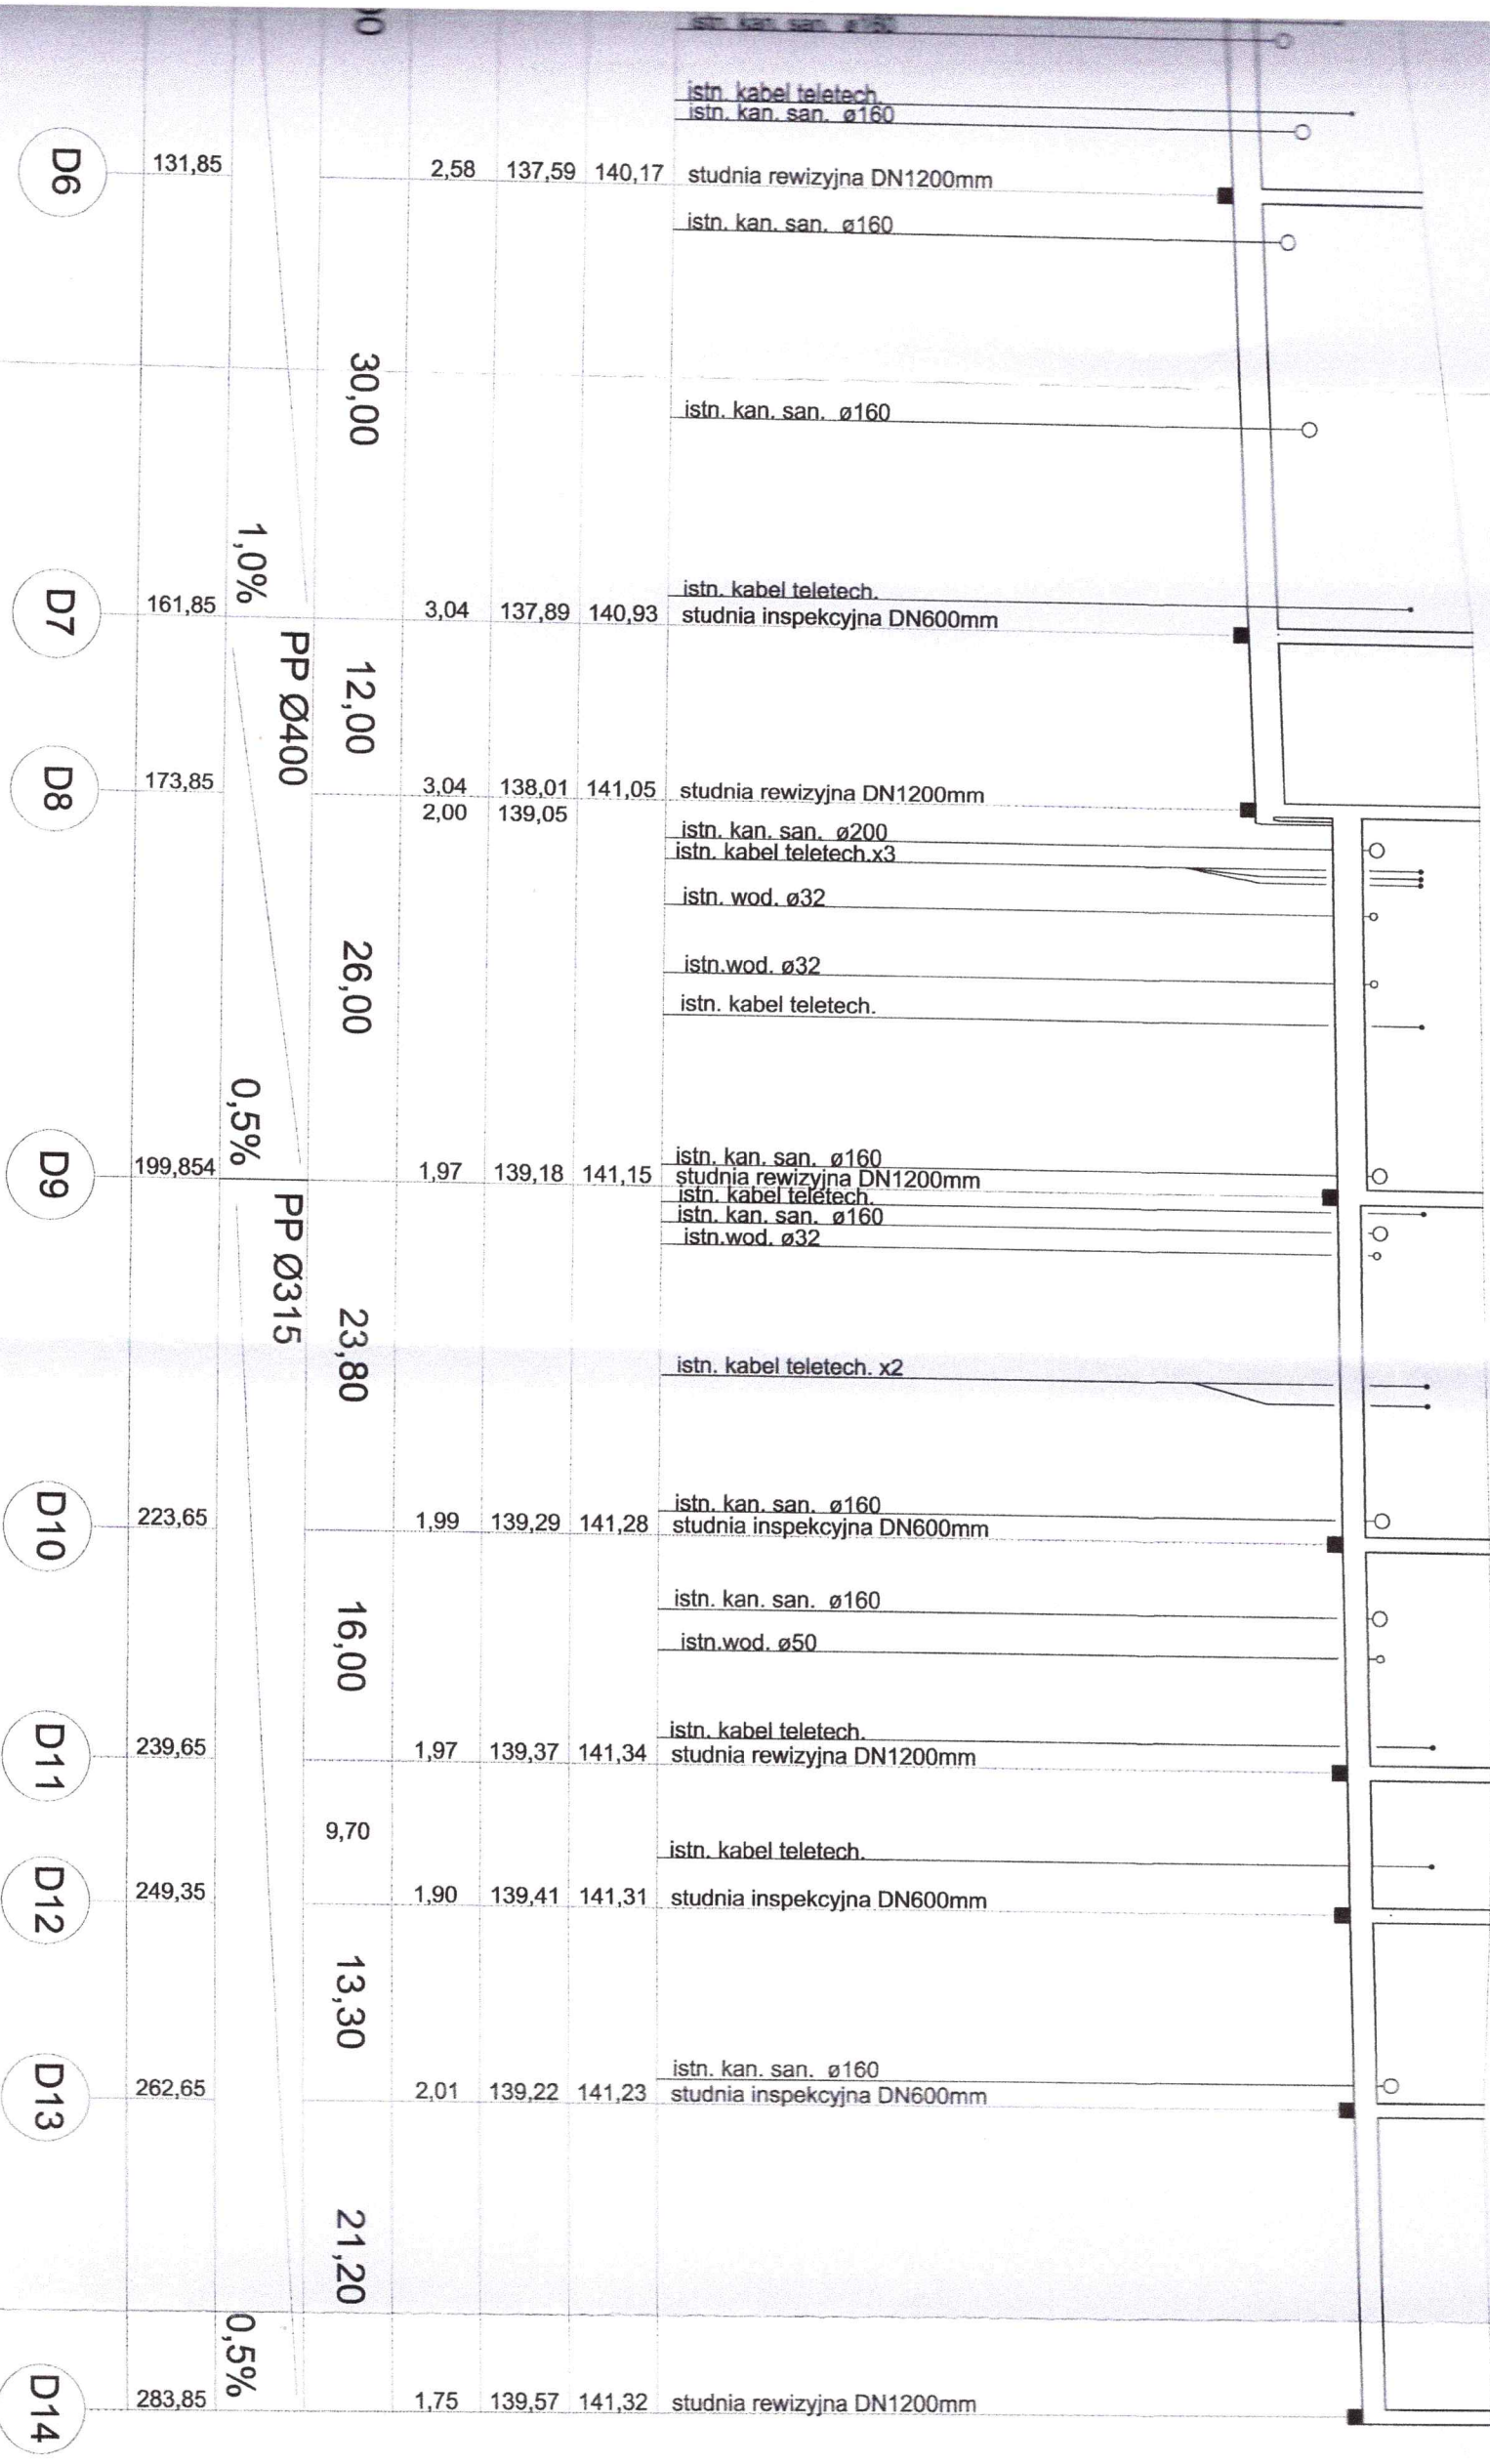 00
istn. kan. san. ø160
istn. kabel teletech.
istn. kan. san. ø160
D6 131,85 2,58 137,59 140,17 studnia rewizyjna DN1200mm
istn. kan. san. ø160
30,00
istn. kan. san. ø160
1,0%
istn. kabel teletech.
D7 161,85 3,04 137,89 140,93 studnia inspekcyjna DN600mm
PP Ø400
12,00
D8 173,85 3,04 138,01 141,05 studnia rewizyjna DN1200mm
2,00 139,05
istn. kan. san. ø200
istn. kabel teletech.x3
istn. wod. ø32
26,00
istn.wod. ø32
istn. kabel teletech.
0,5%
istn. kan. san. ø160
D9 199,854 1,97 139,18 141,15 studnia rewizyjna DN1200mm
istn. kabel teletech.
istn. kan. san. ø160
istn.wod. ø32
PP Ø315
23,80
istn. kabel teletech. x2
istn. kan. san. ø160
D10 223,65 1,99 139,29 141,28 studnia inspekcyjna DN600mm
istn. kan. san. ø160
16,00
istn.wod. ø50
istn. kabel teletech.
D11 239,65 1,97 139,37 141,34 studnia rewizyjna DN1200mm
9,70
istn. kabel teletech.
D12 249,35 1,90 139,41 141,31 studnia inspekcyjna DN600mm
13,30
istn. kan. san. ø160
D13 262,65 2,01 139,22 141,23 studnia inspekcyjna DN600mm
21,20
0,5%
D14 283,85 1,75 139,57 141,32 studnia rewizyjna DN1200mm